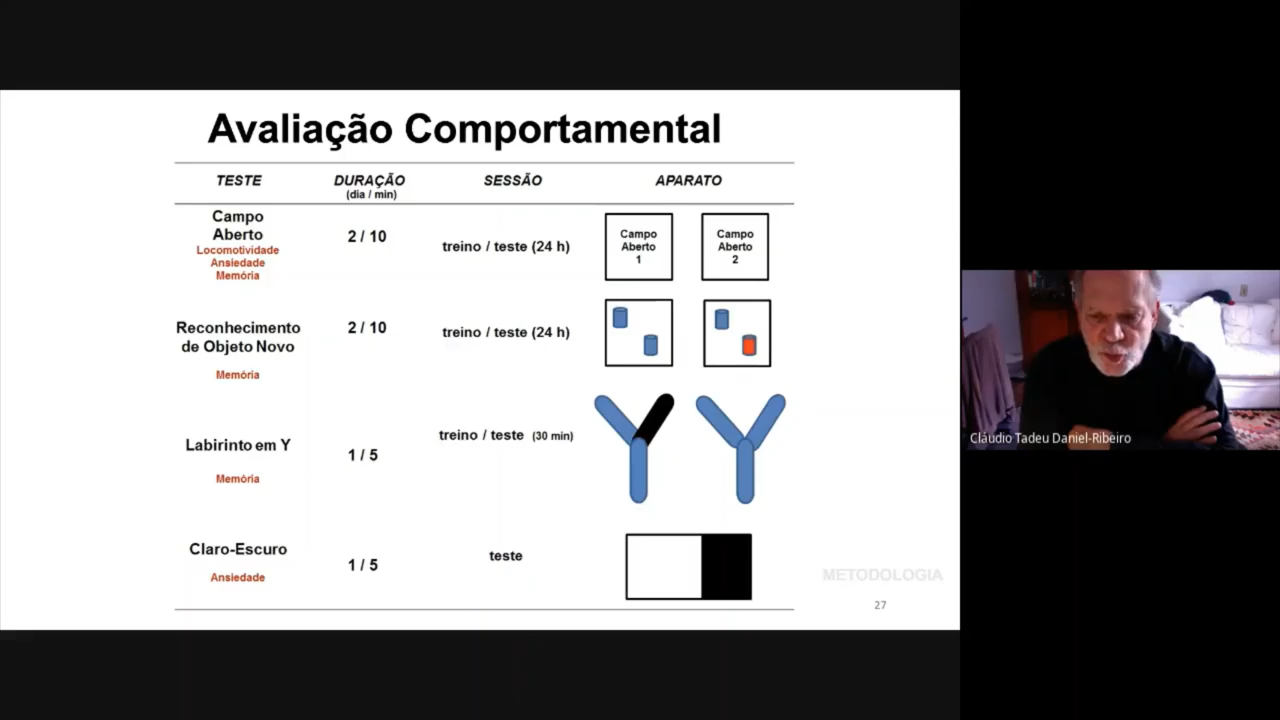 Avaliação Comportamental
TESTE DURAÇÃO SESSÃO APARATO
(dia / min)
Campo
Aberto
Locomotividade
Ansiedade
Memória
2 / 10
treino / teste (24 h)
Campo
Aberto
1
Campo
Aberto
2
Reconhecimento
de Objeto Novo
Memória
2 / 10
treino / teste (24 h)
Labirinto em Y
Memória
1 / 5
treino / teste (30 min)
Claro-Escuro
Ansiedade
1 / 5
teste
METODOLOGIA
27
Cláudio Tadeu Daniel-Ribeiro